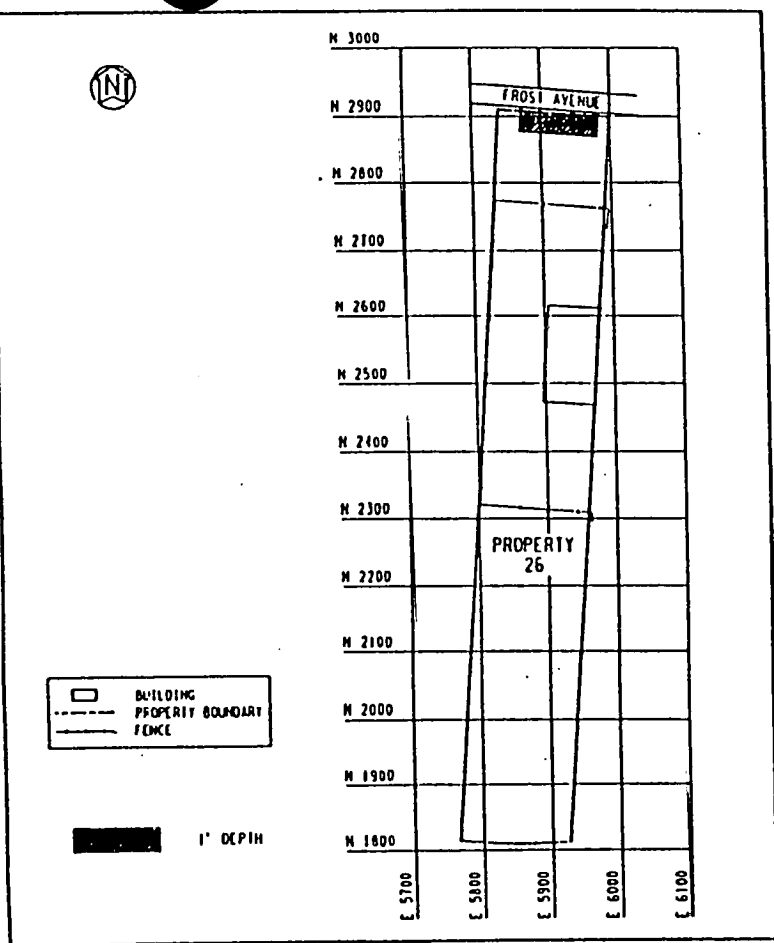 N
N 3000
FROST AVENUE
N 2900
N 2800
N 2700
N 2600
N 2500
N 2400
N 2300
PROPERTY
26
N 2200
N 2100
N 2000
N 1900
N 1800
BUILDING
PROPERTY BOUNDARY
FENCE
1' DEPTH
E 5700
E 5800
E 5900
E 6000
E 6100